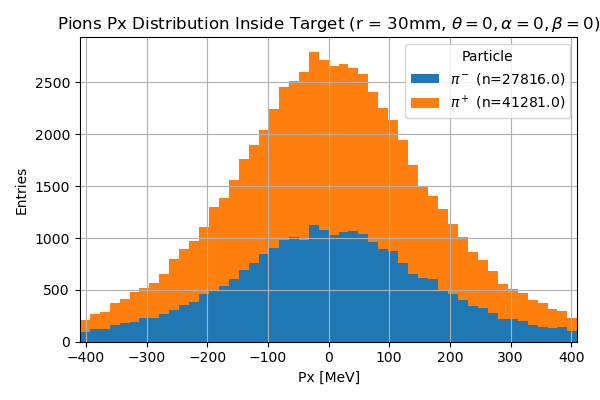 Pions Px Distribution Inside Target (r = 30mm, θ = 0, α = 0, β = 0)
Particle
π⁻ (n=27816.0)
π⁺ (n=41281.0)
Entries
2500
2000
1500
1000
500
0
−400 −300 −200 −100 0 100 200 300 400
Px [MeV]